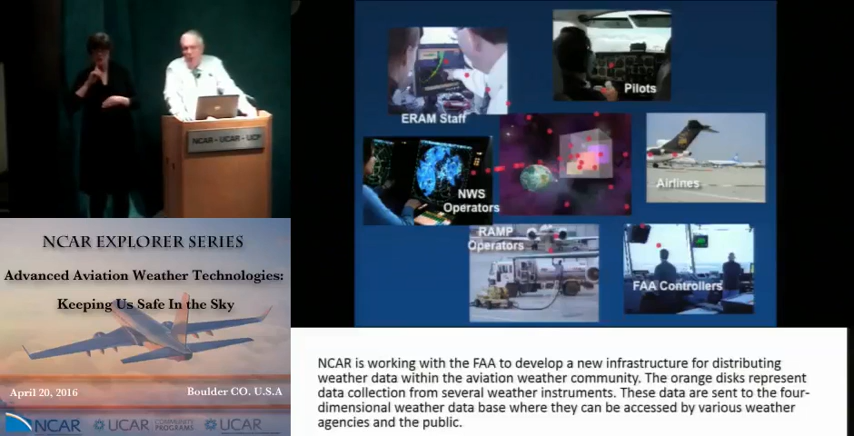 NCAR - UCAR - UCP
NCAR EXPLORER SERIES
Advanced Aviation Weather Technologies:
Keeping Us Safe In the Sky
April 20, 2016
Boulder CO. U.S.A
NCAR
UCAR
COMMUNITY
PROGRAMS
UCAR
Pilots
ERAM Staff
Airlines
NWS
Operators
RAMP
Operators
FAA Controllers
NCAR is working with the FAA to develop a new infrastructure for distributing
weather data within the aviation weather community. The orange disks represent
data collection from several weather instruments. These data are sent to the four-
dimensional weather data base where they can be accessed by various weather
agencies and the public.